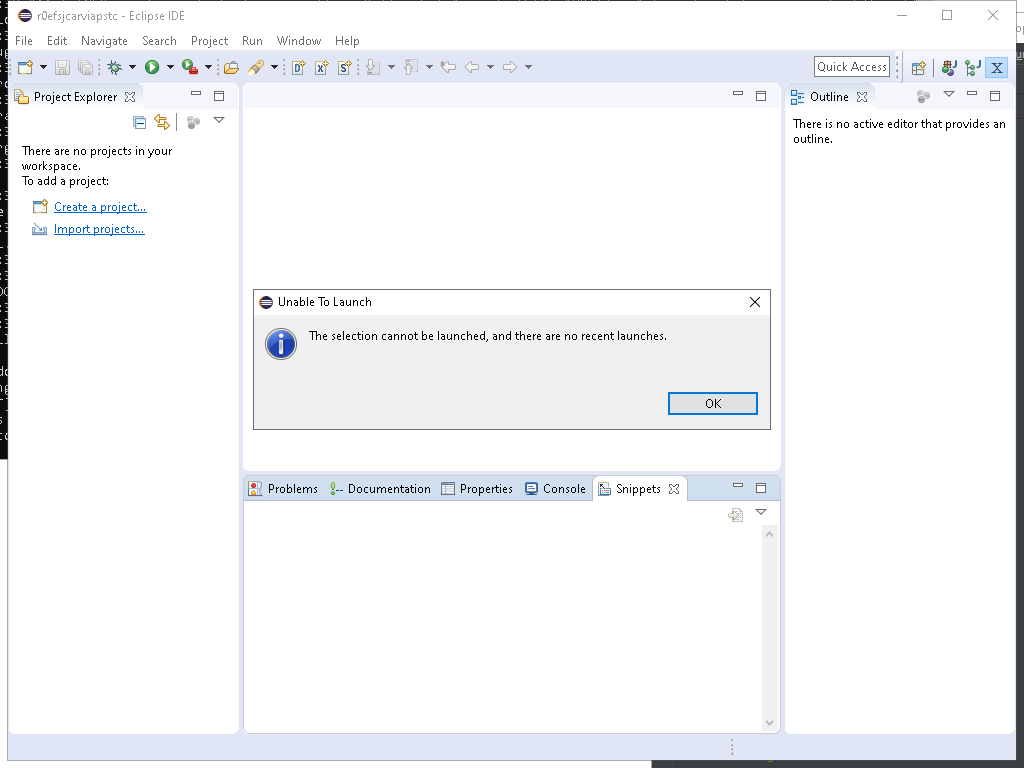 r0efsjcarviapstc - Eclipse IDE
File Edit Navigate Search Project Run Window Help
Quick Access
Project Explorer
Outline
There are no projects in your
workspace.
To add a project:
Create a project...
Import projects...
There is no active editor that provides an
outline.
Unable To Launch
The selection cannot be launched, and there are no recent launches.
OK
Problems Documentation Properties Console Snippets